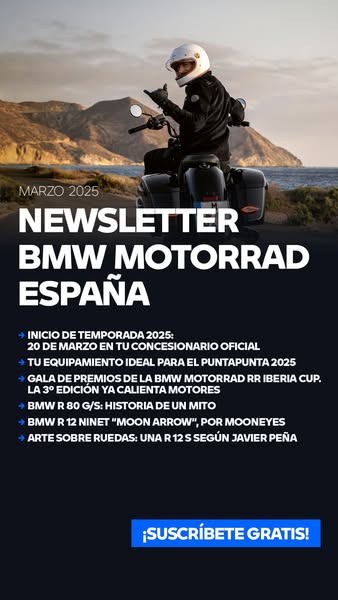 MARZO 2025
NEWSLETTER
BMW MOTORRAD
ESPAÑA
→ INICIO DE TEMPORADA 2025:
20 DE MARZO EN TU CONCESIONARIO OFICIAL
→ TU EQUIPAMIENTO IDEAL PARA EL PUNTAPUNTA 2025
→ GALA DE PREMIOS DE LA BMW MOTORRAD RR IBERIA CUP.
LA 3ª EDICIÓN YA CALIENTA MOTORES
→ BMW R 80 G/S: HISTORIA DE UN MITO
→ BMW R 12 NINET “MOON ARROW”, POR MOONEYES
→ ARTE SOBRE RUEDAS: UNA R 12 S SEGÚN JAVIER PEÑA
¡SUSCRÍBETE GRATIS!